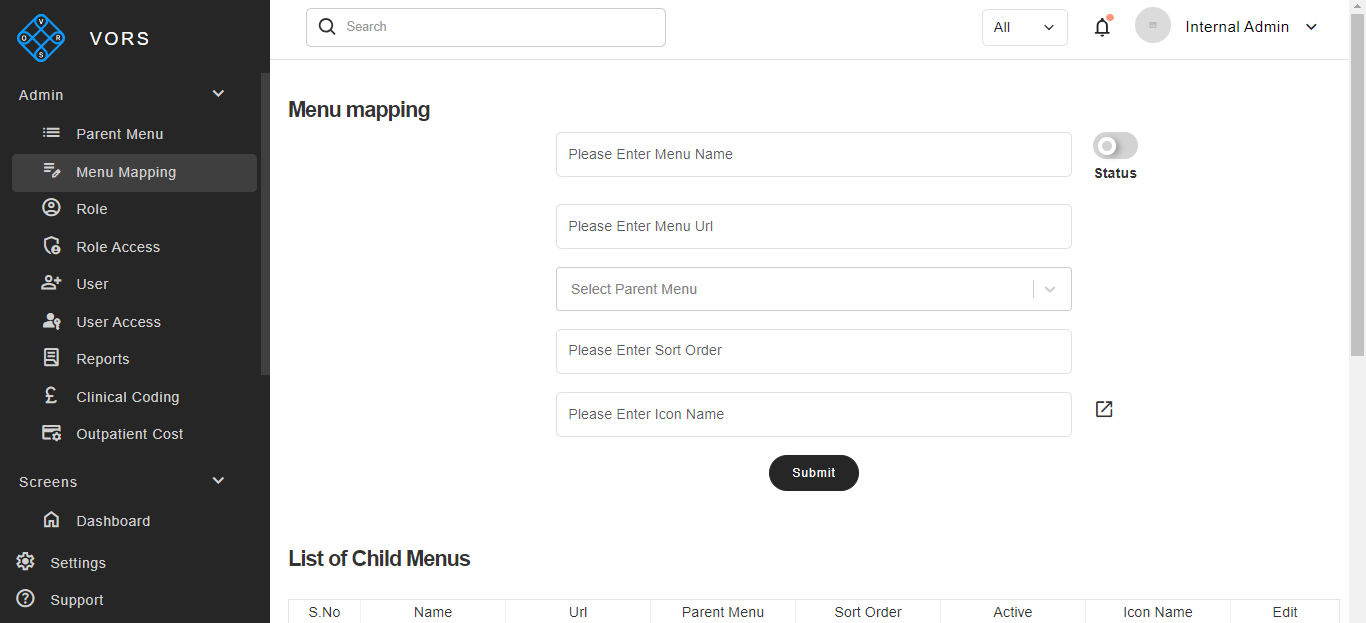 V
O R
S
VORS
Search
All
Internal Admin
Admin
Parent Menu
Menu Mapping
Role
Role Access
User
User Access
Reports
Clinical Coding
Outpatient Cost
Screens
Dashboard
Settings
Support
Menu mapping
Please Enter Menu Name
Status
Please Enter Menu Url
Select Parent Menu
Please Enter Sort Order
Please Enter Icon Name
Submit
List of Child Menus
S.No Name Url Parent Menu Sort Order Active Icon Name Edit